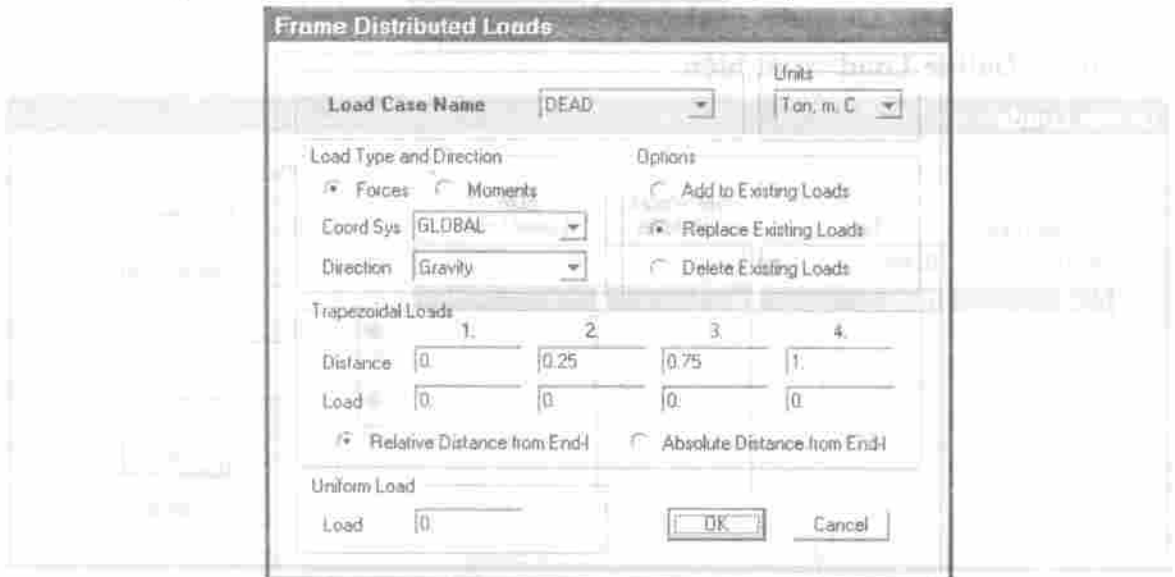 Frame Distributed Loads
Units
Load Case Name DEAD Ton, m, C
Load Type and Direction Options
Forces Moments Add to Existing Loads
Coord Sys GLOBAL Replace Existing Loads
Direction Gravity Delete Existing Loads
Trapezoidal Loads
1. 2. 3. 4.
Distance 0. 0.25 0.75 1.
Load 0. 0. 0. 0.
Relative Distance from End-I Absolute Distance from End-I
Uniform Load
Load 0. OK Cancel